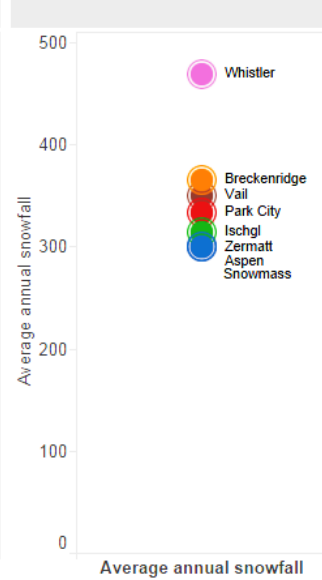 500
400
300
200
100
0
Average annual snowfall
Whistler
Breckenridge
Vail
Park City
Ischgl
Zermatt
Aspen
Snowmass
Average annual snowfall